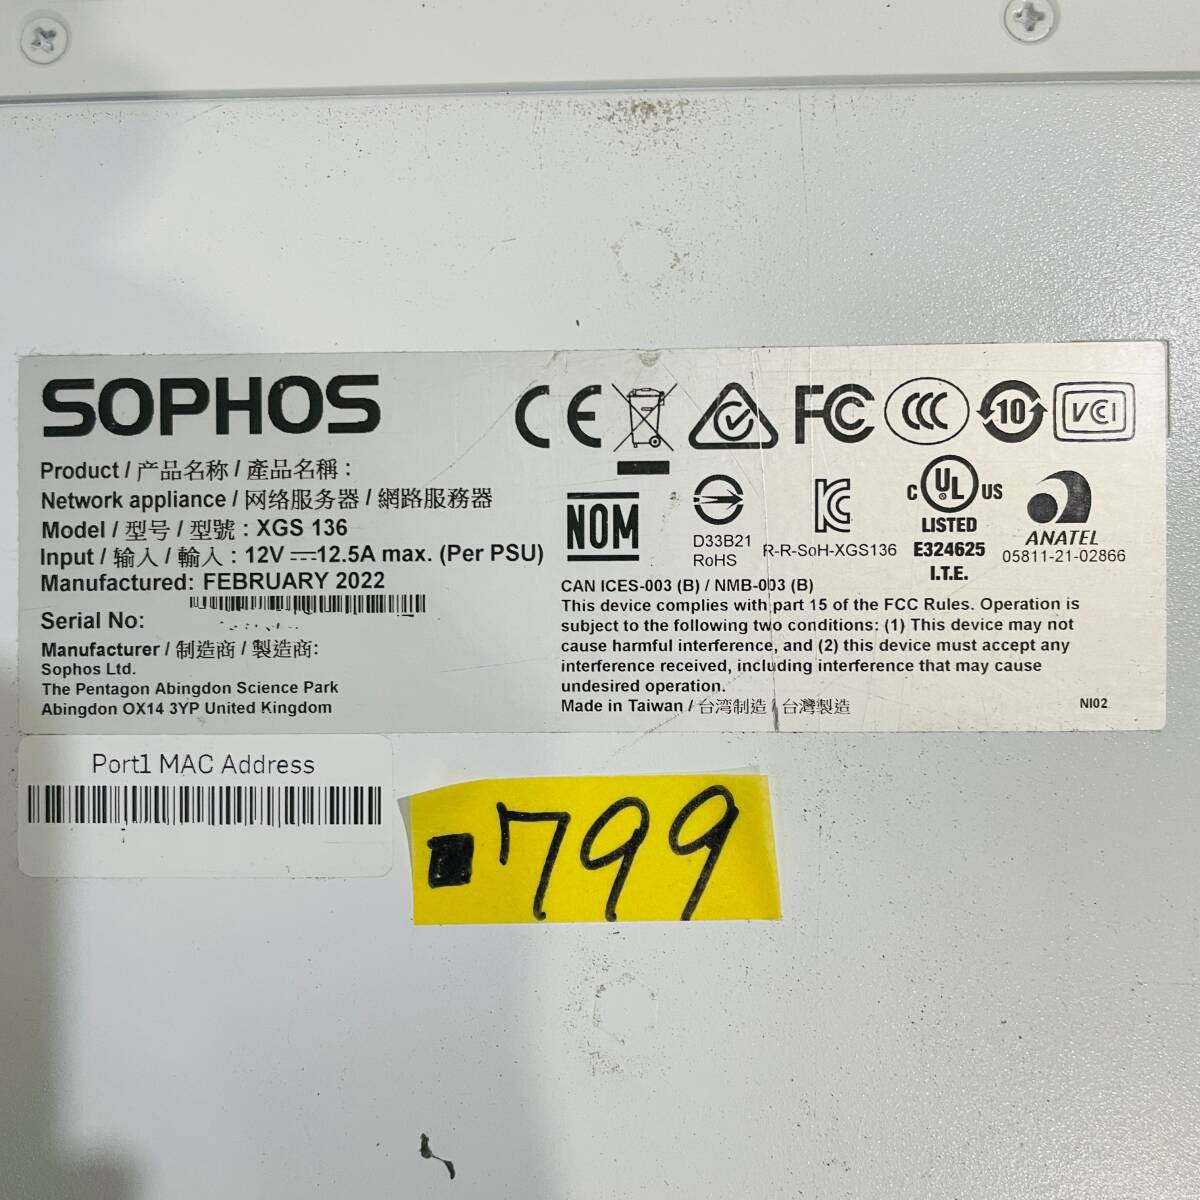 SOPHOS
Product / 产品名称 / 產品名稱 :
Network appliance / 网络服务器 / 網路服務器
Model / 型号 / 型號 : XGS 136
Input / 输入 / 輸入 : 12V ⎓ 12.5A max. (Per PSU)
Manufactured: FEBRUARY 2022
Serial No:
Manufacturer / 制造商 / 製造商:
Sophos Ltd.
The Pentagon Abingdon Science Park
Abingdon OX14 3YP United Kingdom
CE
FC
CCC
10
VCI
NOM
D33B21
RoHS
R-R-SoH-XGS136
C UL US
LISTED
E324625
I.T.E.
ANATEL
05811-21-02866
CAN ICES-003 (B) / NMB-003 (B)
This device complies with part 15 of the FCC Rules. Operation is
subject to the following two conditions: (1) This device may not
cause harmful interference, and (2) this device must accept any
interference received, including interference that may cause
undesired operation.
Made in Taiwan / 台湾制造 / 台灣製造
NI02
Port1 MAC Address
799